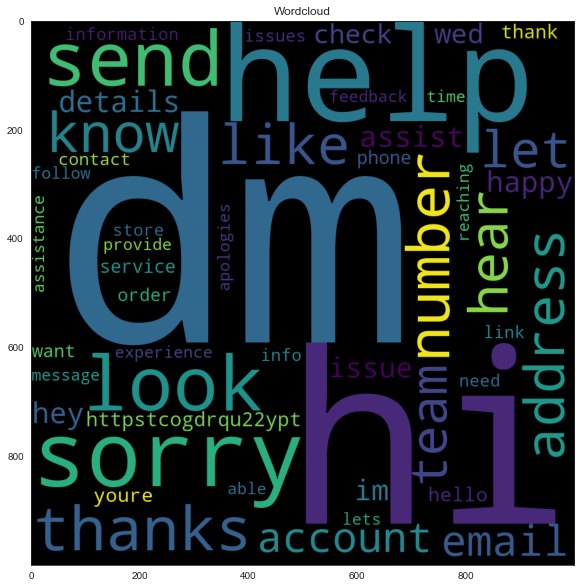 Wordcloud
information
issues
check
wed
thank
send
help
details
feedback
time
know
like
assist
let
contact
phone
follow
happy
reaching
dm
number
hear
assistance
apologies
store
provide
service
order
address
link
want
experience
info
issue
hi
message
look
team
need
hey
httpstcogdrqu22ypt
sorry
youre
able
im
hello
lets
thanks
account
email
0
200
400
600
800
0
200
400
600
800